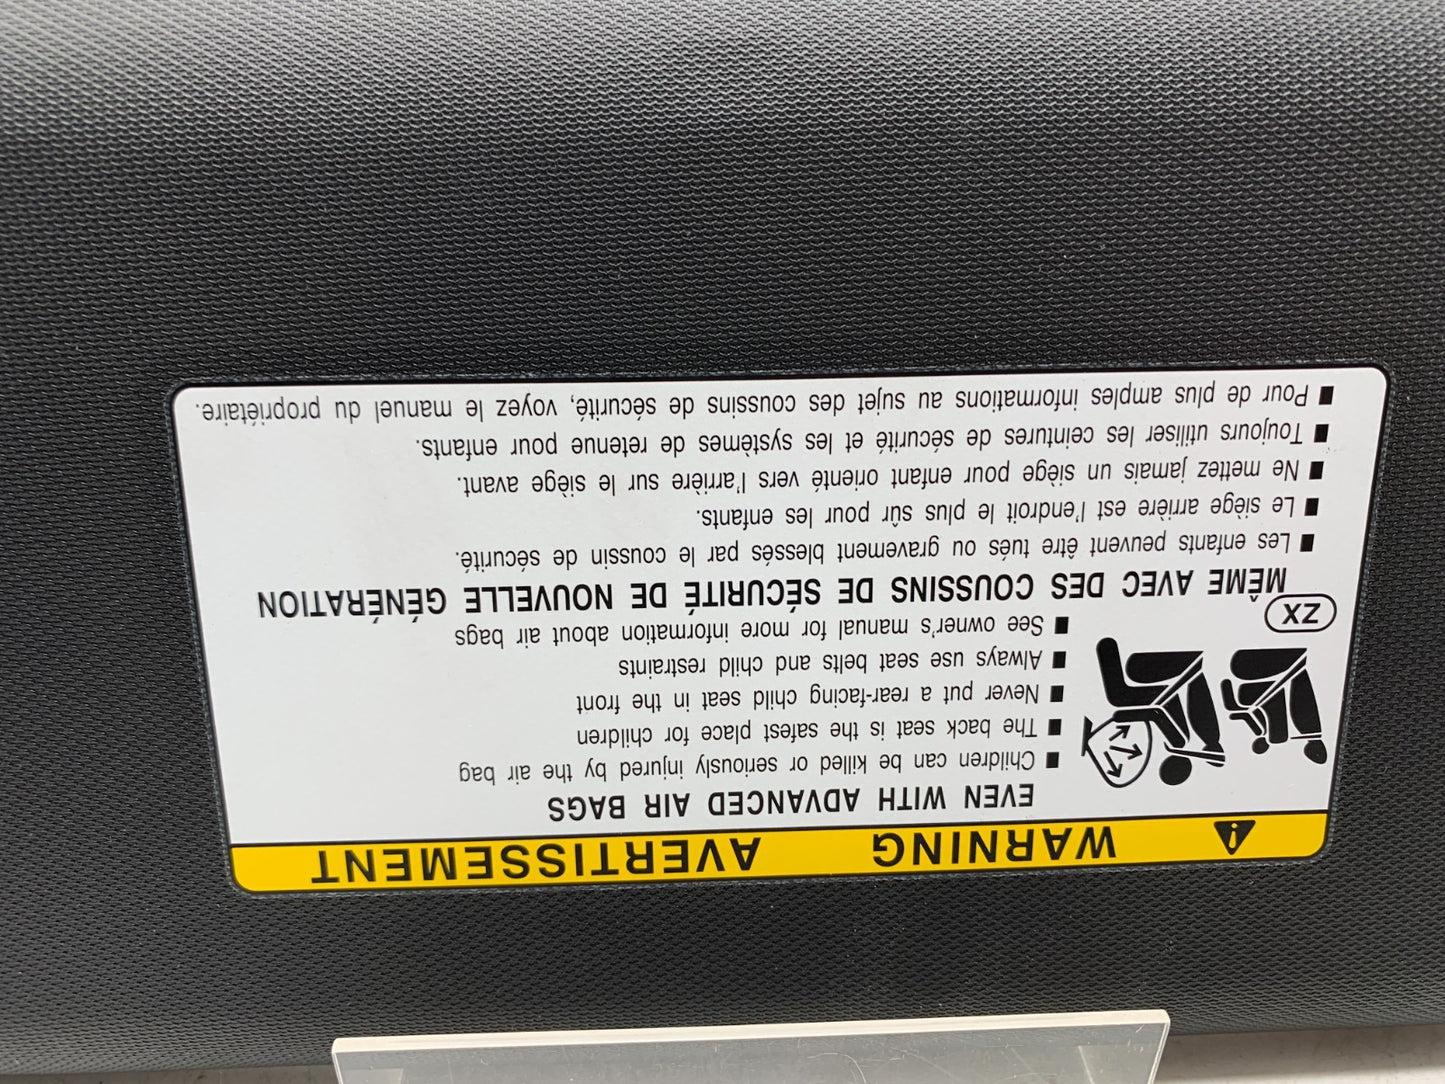 WARNING AVERTISSEMENT
EVEN WITH ADVANCED AIR BAGS
■ Children can be killed or seriously injured by the air bag
■ The back seat is the safest place for children
■ Never put a rear-facing child seat in the front
■ Always use seat belts and child restraints
■ See owner's manual for more information about air bags
ZX
MÊME AVEC DES COUSSINS DE SÉCURITÉ DE NOUVELLE GÉNÉRATION
■ Les enfants peuvent être tués ou gravement blessés par le coussin de sécurité.
■ Le siège arrière est l'endroit le plus sûr pour les enfants.
■ Ne mettez jamais un siège pour enfant orienté vers l'arrière sur le siège avant.
■ Toujours utiliser les ceintures de sécurité et les systèmes de retenue pour enfants.
■ Pour de plus amples informations au sujet des coussins de sécurité, voyez le manuel du propriétaire.